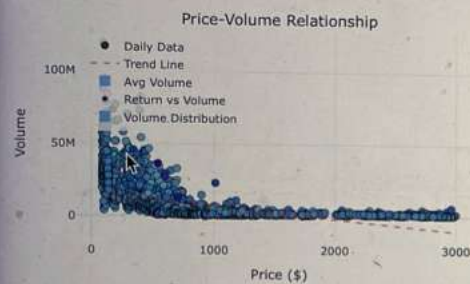 Price-Volume Relationship
Daily Data
Trend Line
Avg Volume
Return vs Volume
Volume Distribution
100M
50M
0
Volume
0
1000
2000
3000
Price ($)